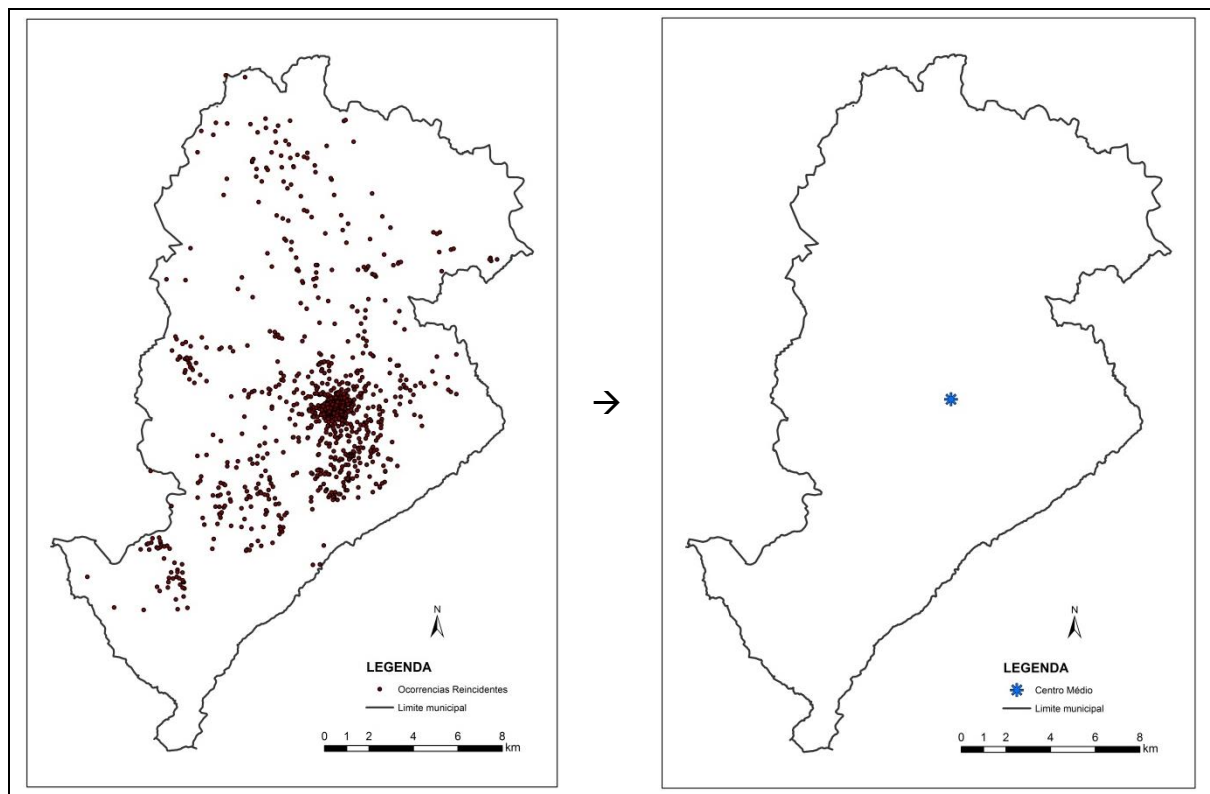 N
LEGENDA
Ocorrencias Reincidentes
Limite municipal
0 1 2 4 6 8
km
→
N
LEGENDA
Centro Médio
Limite municipal
0 1 2 4 6 8
km